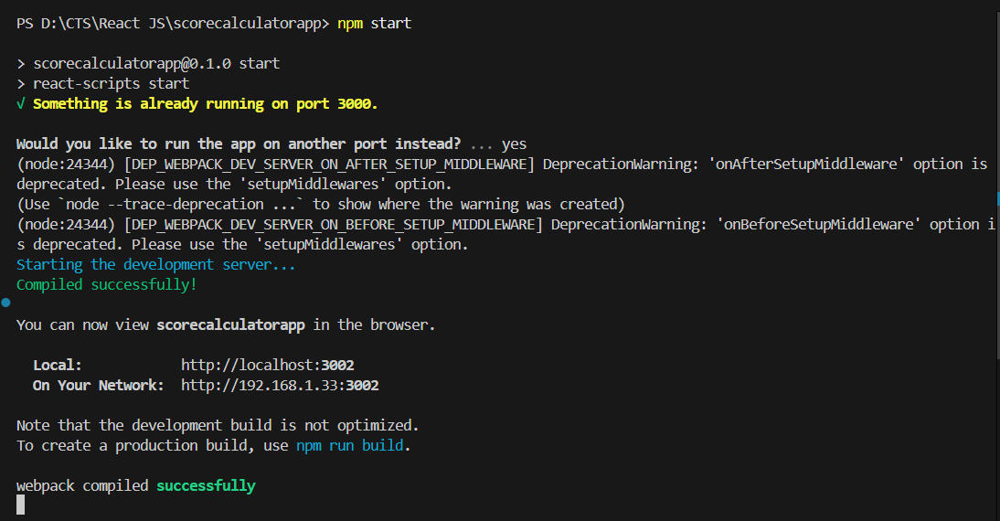 PS D:\CTS\React JS\scorecalculatorapp> npm start
> scorecalculatorapp@0.1.0 start
> react-scripts start
√ Something is already running on port 3000.
Would you like to run the app on another port instead? ... yes
(node:24344) [DEP_WEBPACK_DEV_SERVER_ON_AFTER_SETUP_MIDDLEWARE] DeprecationWarning: 'onAfterSetupMiddleware' option is
deprecated. Please use the 'setupMiddlewares' option.
(Use `node --trace-deprecation ...` to show where the warning was created)
(node:24344) [DEP_WEBPACK_DEV_SERVER_ON_BEFORE_SETUP_MIDDLEWARE] DeprecationWarning: 'onBeforeSetupMiddleware' option i
s deprecated. Please use the 'setupMiddlewares' option.
Starting the development server...
Compiled successfully!
You can now view scorecalculatorapp in the browser.
Local: http://localhost:3002
On Your Network: http://192.168.1.33:3002
Note that the development build is not optimized.
To create a production build, use npm run build.
webpack compiled successfully